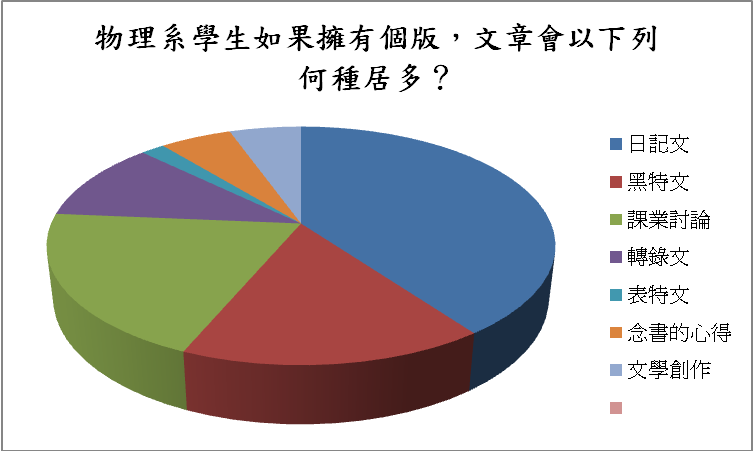 物理系學生如果擁有個版，文章會以下列
何種居多？
日記文
黑特文
課業討論
轉錄文
表特文
念書的心得
文學創作